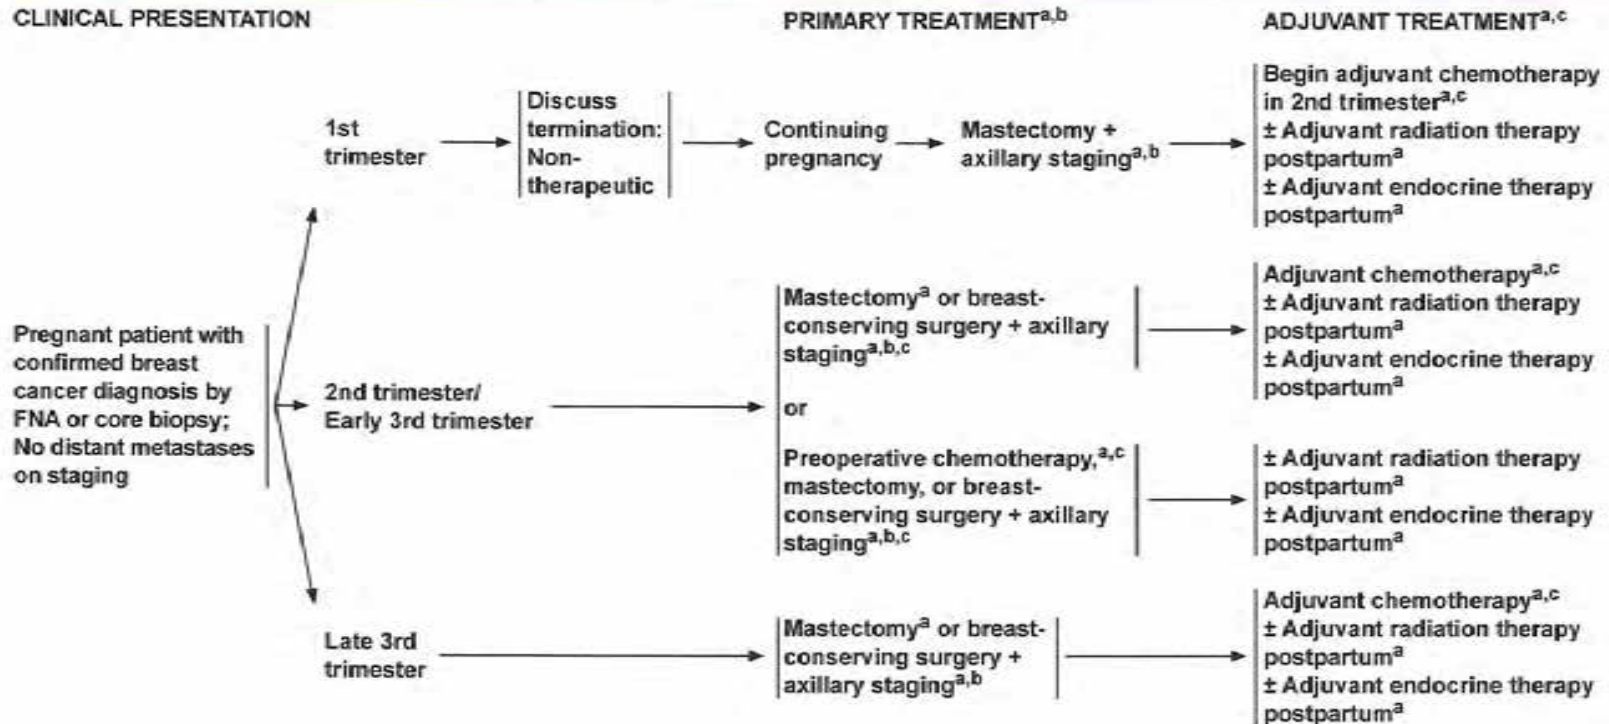 CLINICAL PRESENTATION
PRIMARY TREATMENTa,b
ADJUVANT TREATMENTa,c
1st
trimester
Discuss
termination:
Non-
therapeutic
Continuing
pregnancy
Mastectomy +
axillary staginga,b
Begin adjuvant chemotherapy
in 2nd trimestera,c
± Adjuvant radiation therapy
postpartuma
± Adjuvant endocrine therapy
postpartuma
Pregnant patient with
confirmed breast
cancer diagnosis by
FNA or core biopsy;
No distant metastases
on staging
2nd trimester/
Early 3rd trimester
Mastectomya or breast-
conserving surgery + axillary
staginga,b,c
or
Preoperative chemotherapy,a,c
mastectomy, or breast-
conserving surgery + axillary
staginga,b,c
Adjuvant chemotherapya,c
± Adjuvant radiation therapy
postpartuma
± Adjuvant endocrine therapy
postpartuma
± Adjuvant radiation therapy
postpartuma
± Adjuvant endocrine therapy
postpartuma
Late 3rd
trimester
Mastectomya or breast-
conserving surgery +
axillary staginga,b
Adjuvant chemotherapya,c
± Adjuvant radiation therapy
postpartuma
± Adjuvant endocrine therapy
postpartuma